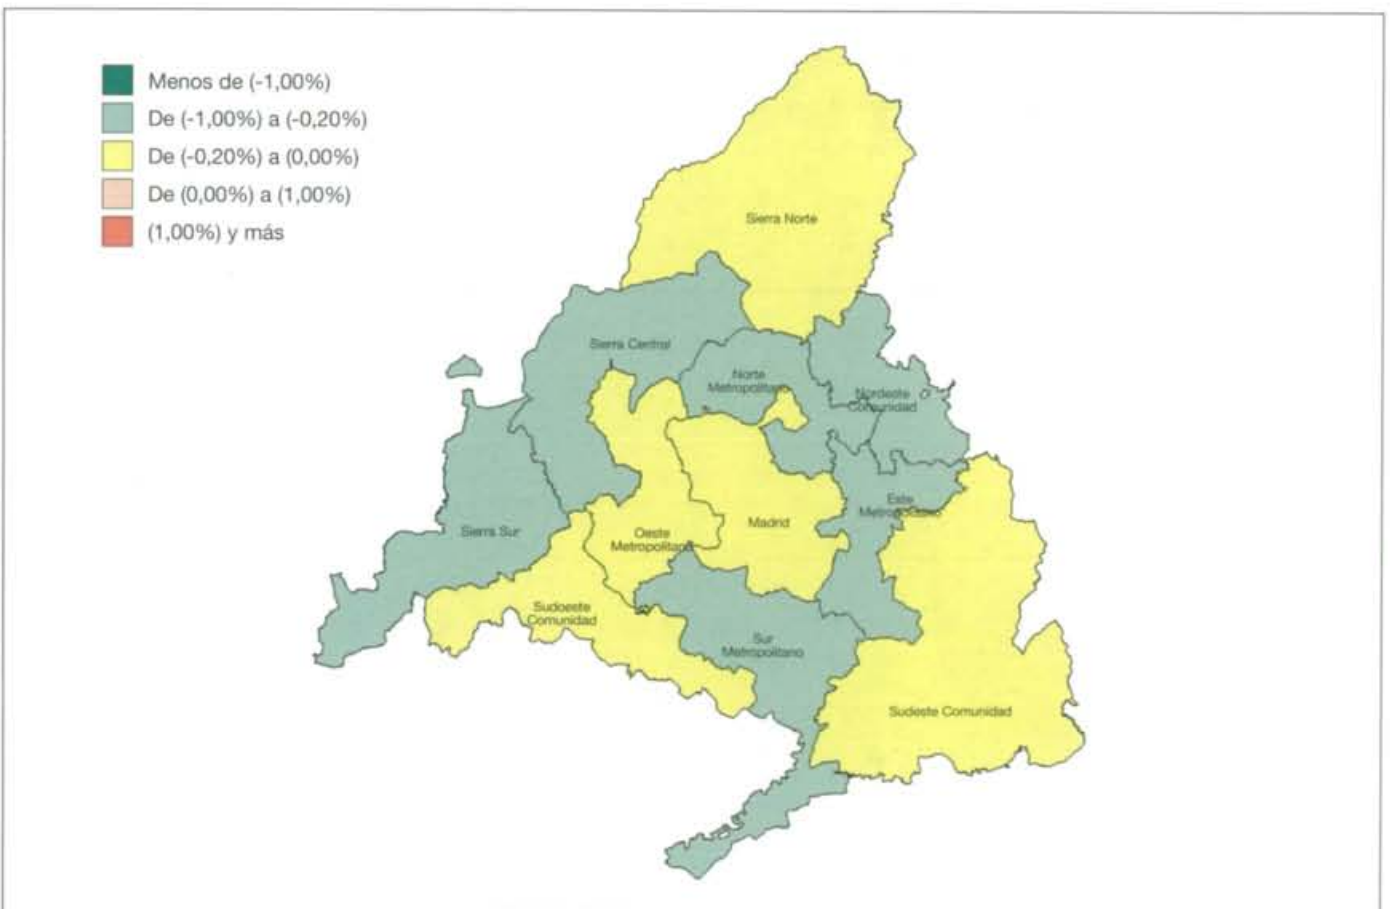 Menos de (-1,00%)
De (-1,00%) a (-0,20%)
De (-0,20%) a (0,00%)
De (0,00%) a (1,00%)
(1,00%) y más
Sierra Norte
Sierra Central
Norte
Metropolitano
Nordeste
Comunidad
Este
Metropolitano
Sierra Sur
Oeste
Metropolitano
Madrid
Sudoeste
Comunidad
Sur
Metropolitano
Sudeste Comunidad